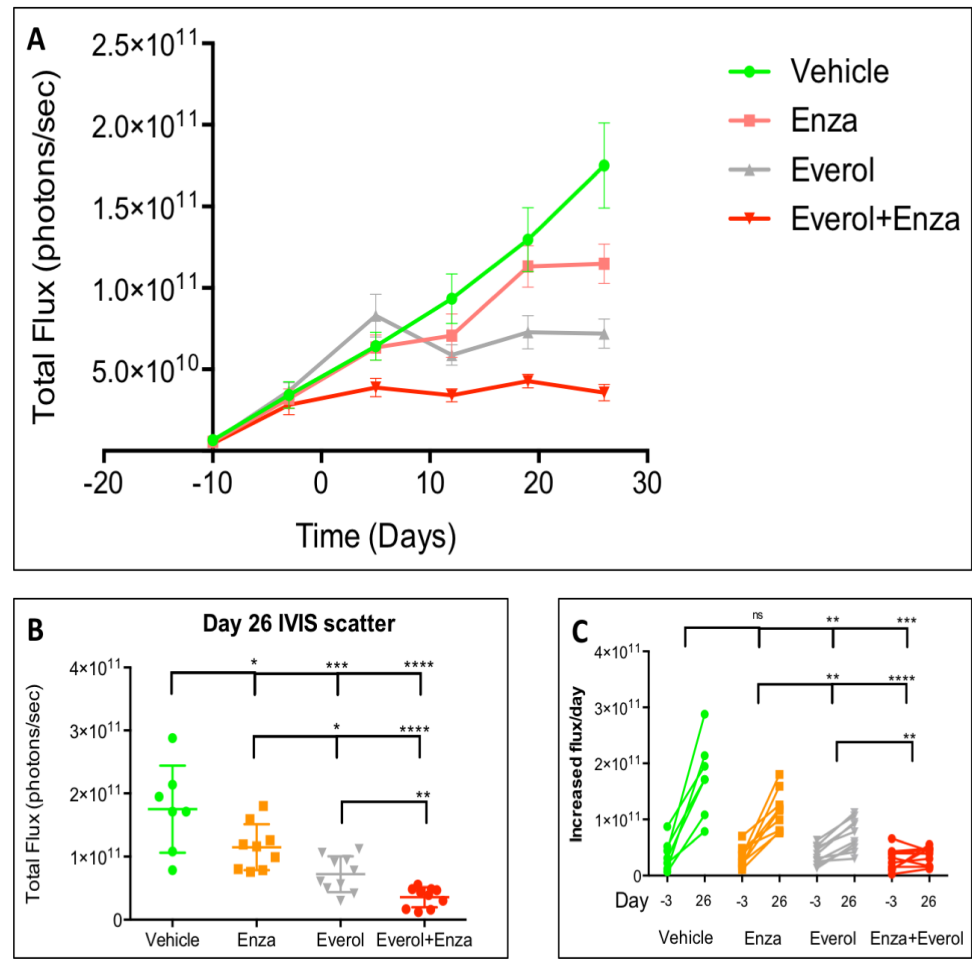 A
2.5×10¹¹
2.0×10¹¹
1.5×10¹¹
1.0×10¹¹
5.0×10¹⁰
Total Flux (photons/sec)
-20 -10 0 10 20 30
Time (Days)
Vehicle
Enza
Everol
Everol+Enza
B
Day 26 IVIS scatter
4×10¹¹
3×10¹¹
2×10¹¹
1×10¹¹
0
Total Flux (photons/sec)
* *** ****
* ****
**
Vehicle Enza Everol Everol+Enza
C
ns ** ***
** ****
**
4×10¹¹
3×10¹¹
2×10¹¹
1×10¹¹
0
Increased flux/day
Day -3 26 -3 26 -3 26 -3 26
Vehicle Enza Everol Enza+Everol